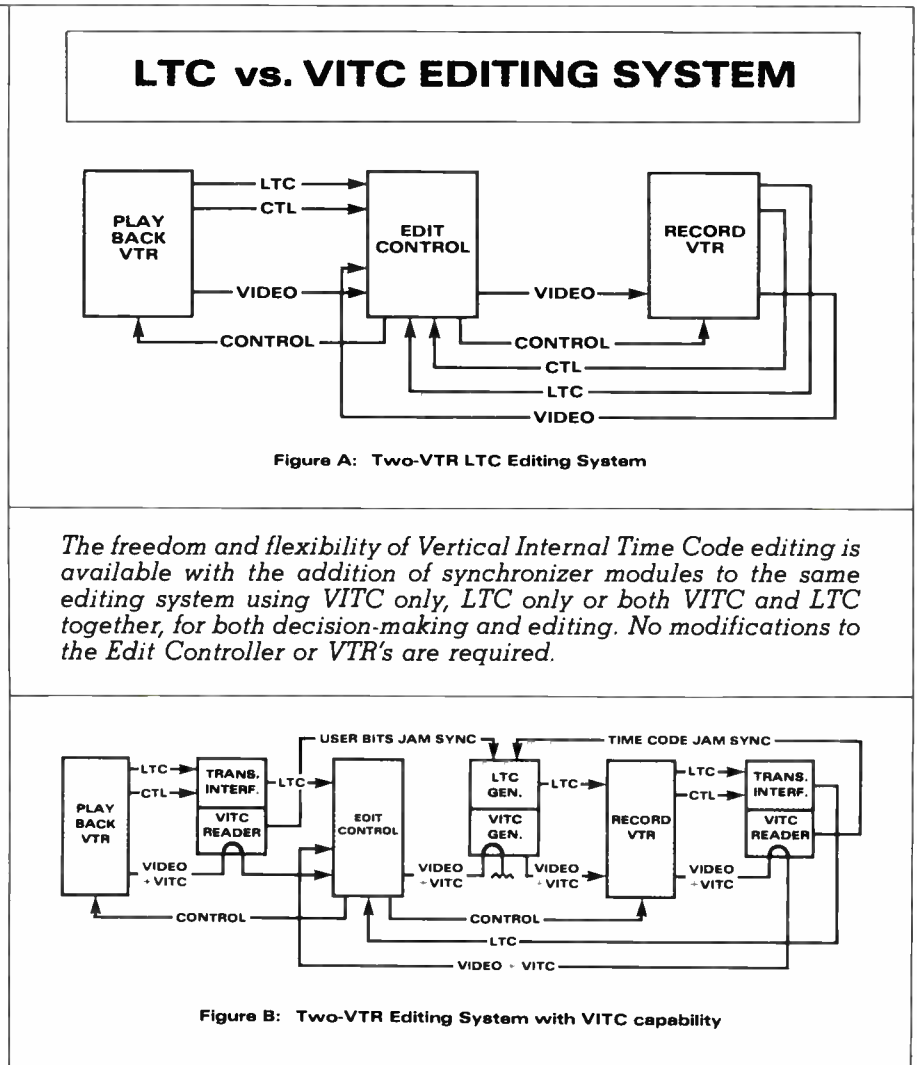 LTC vs. VITC EDITING SYSTEM
PLAY
BACK
VTR
LTC
CTL
VIDEO
CONTROL
EDIT
CONTROL
VIDEO
CONTROL
CTL
LTC
VIDEO
RECORD
VTR
Figure A: Two-VTR LTC Editing System
The freedom and flexibility of Vertical Internal Time Code editing is
available with the addition of synchronizer modules to the same
editing system using VITC only, LTC only or both VITC and LTC
together, for both decision-making and editing. No modifications to
the Edit Controller or VTR's are required.
USER BITS JAM SYNC
TIME CODE JAM SYNC
PLAY
BACK
VTR
LTC
CTL
VIDEO
+ VITC
TRANS.
INTERF.
VITC
READER
LTC
EDIT
CONTROL
VIDEO
+VITC
LTC
GEN.
VITC
GEN.
LTC
VIDEO
+ VITC
RECORD
VTR
LTC
CTL
VIDEO
+ VITC
TRANS.
INTERF.
VITC
READER
CONTROL
CONTROL
LTC
VIDEO + VITC
Figure B: Two-VTR Editing System with VITC capability